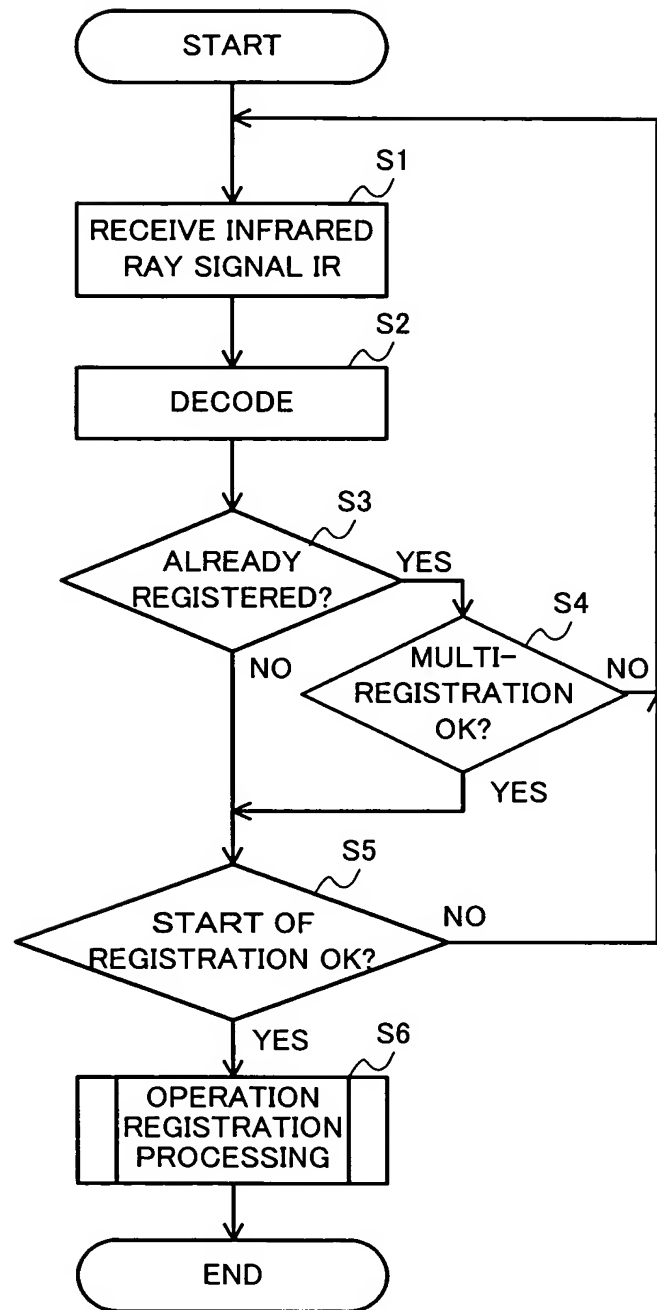 START
S1
RECEIVE INFRARED
RAY SIGNAL IR
S2
DECODE
S3
ALREADY
REGISTERED?
YES
NO
S4
MULTI-
REGISTRATION
OK?
NO
YES
S5
START OF
REGISTRATION OK?
NO
YES
S6
OPERATION
REGISTRATION
PROCESSING
END